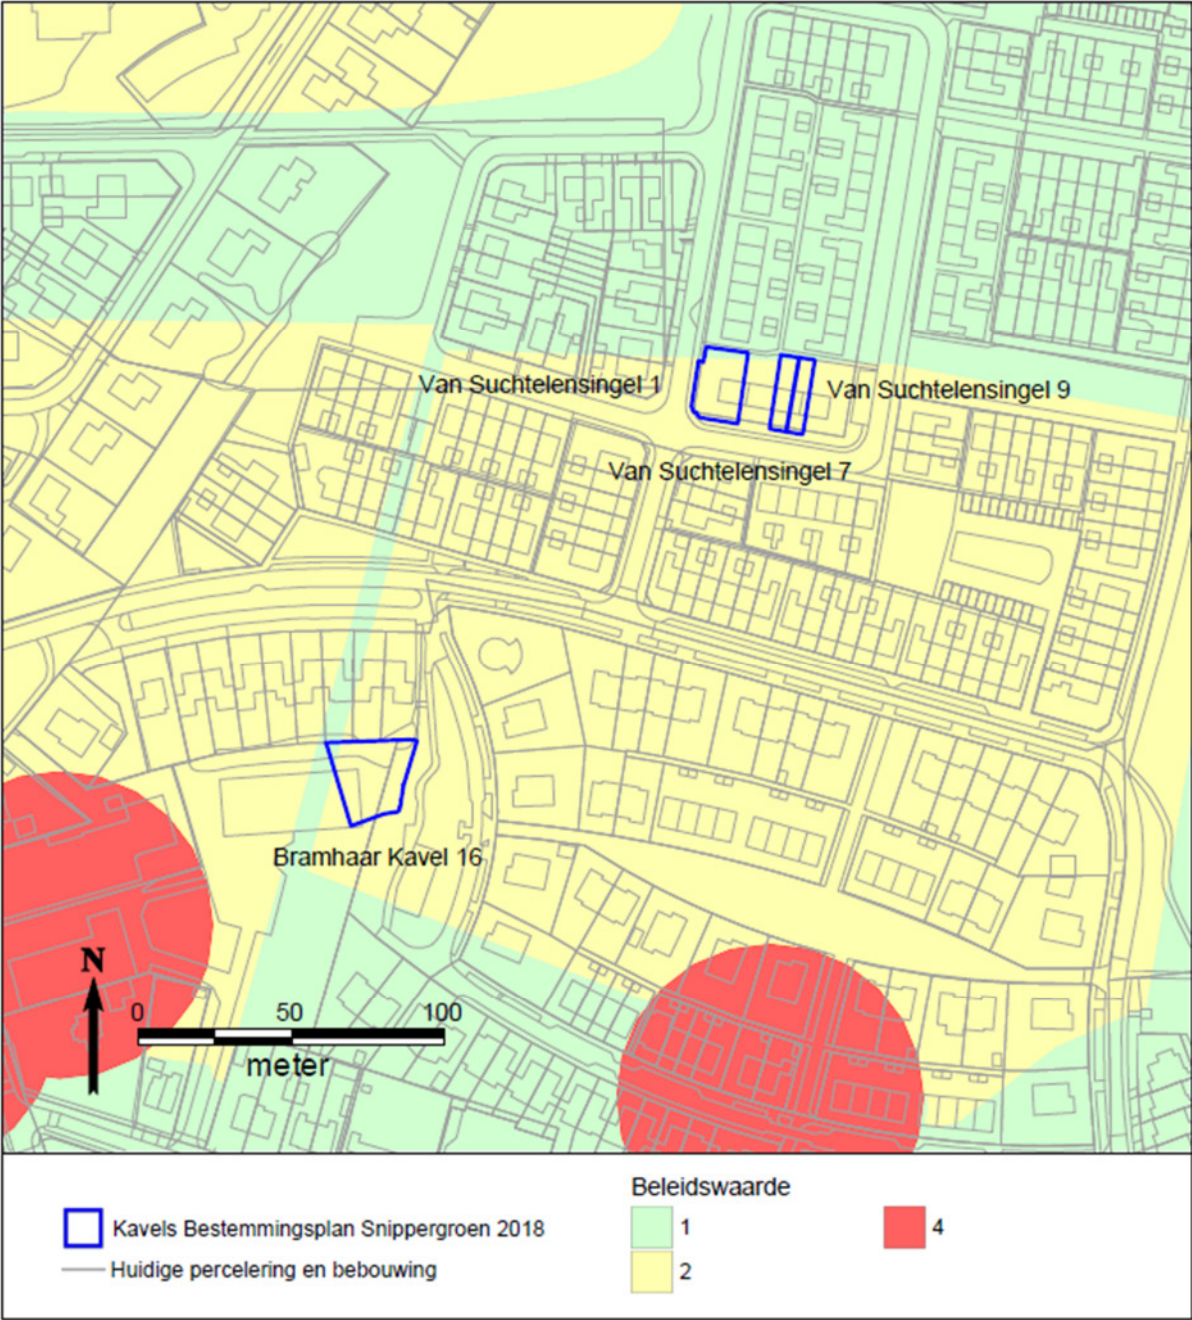 Van Suchtelensingel 1
Van Suchtelensingel 9
Van Suchtelensingel 7
Bramhaar Kavel 16
N
0 50 100
meter
Beleidswaarde
Kavels Bestemmingsplan Snippergroen 2018
1
4
Huidige percelering en bebouwing
2